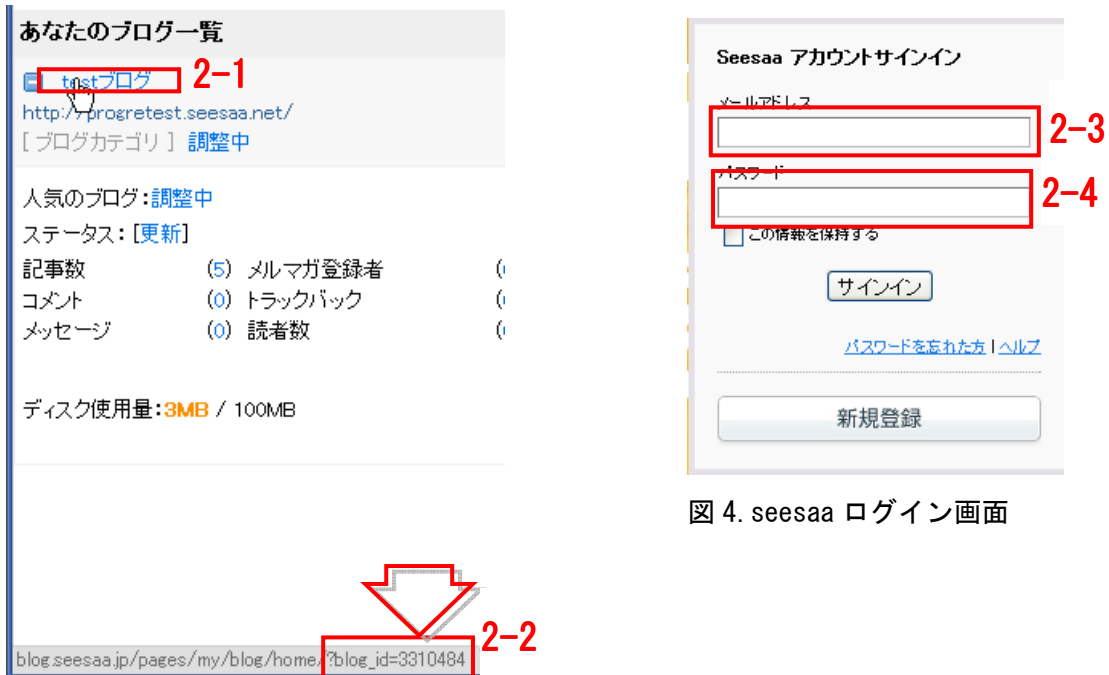 あなたのブログ一覧
testブログ 2-1
http://progretest.seesaa.net/
[ ブログカテゴリ ] 調整中
人気のブログ:調整中
ステータス:[更新]
記事数 (5) メルマガ登録者 (
コメント (0) トラックバック (
メッセージ (0) 読者数 (
ディスク使用量:3MB / 100MB
2-2
blog.seesaa.jp/pages/my/blog/home/?blog_id=3310484
Seesaa アカウントサインイン
メールアドレス
2-3
パスワード
2-4
この情報を保持する
サインイン
パスワードを忘れた方 | ヘルプ
新規登録
図 4. seesaa ログイン画面